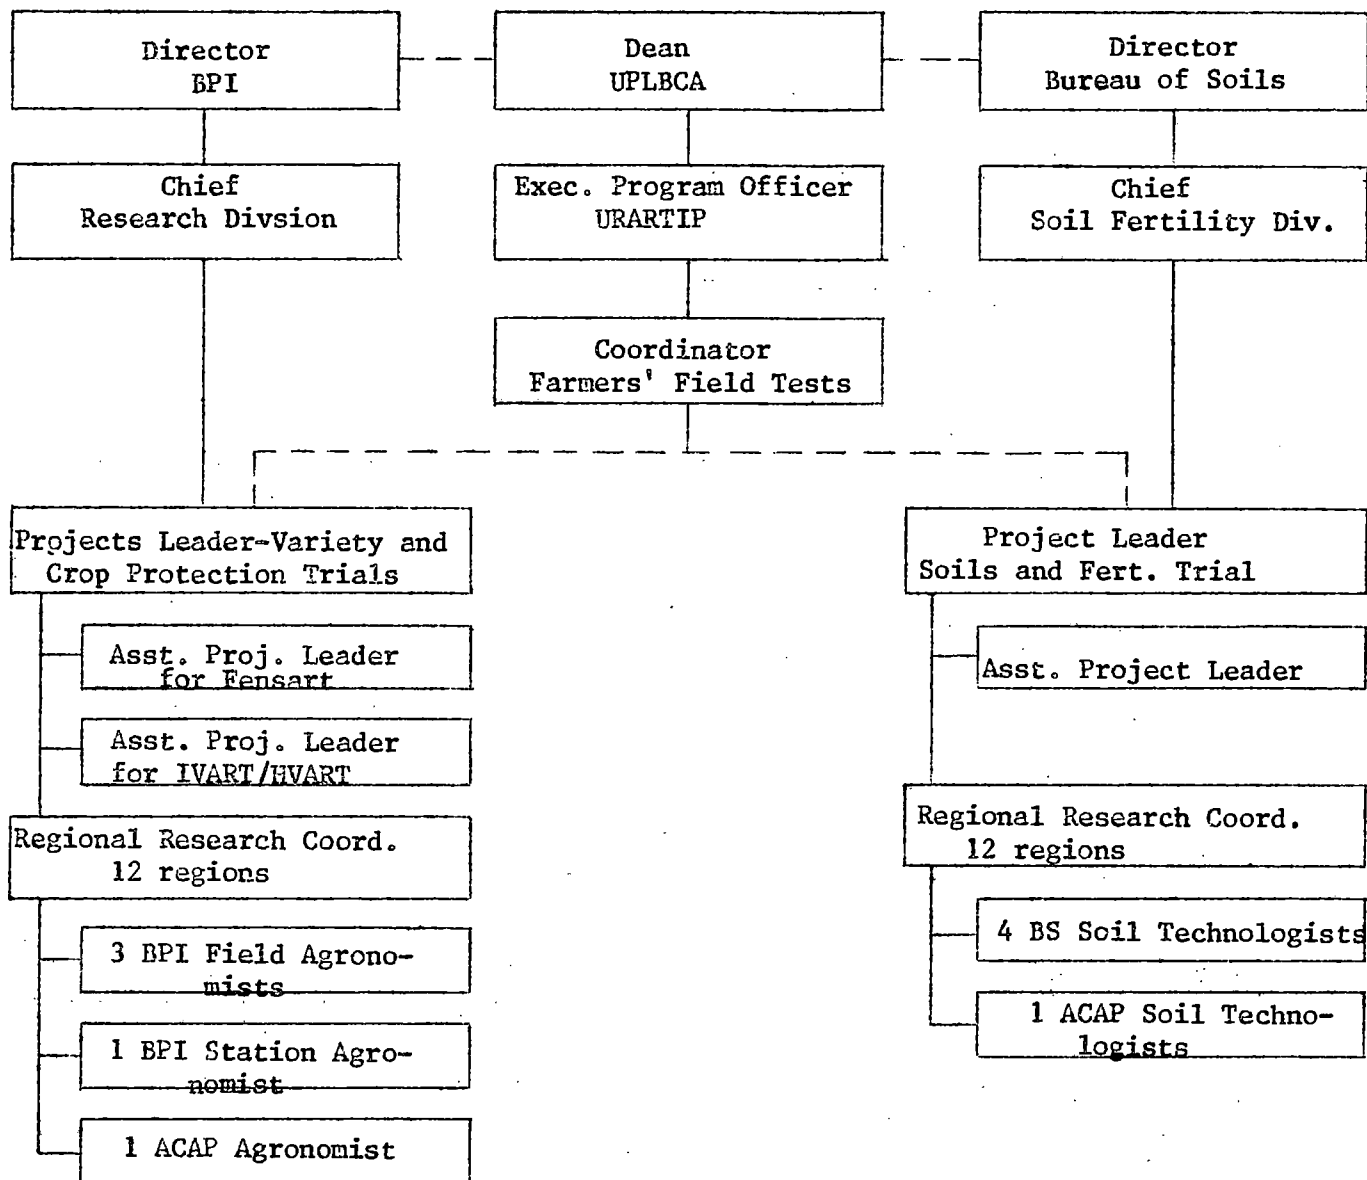 Director
BPI
Dean
UPLBCA
Director
Bureau of Soils
Chief
Research Divsion
Exec. Program Officer
URARTIP
Chief
Soil Fertility Div.
Coordinator
Farmers' Field Tests
Projects Leader-Variety and
Crop Protection Trials
Project Leader
Soils and Fert. Trial
Asst. Proj. Leader
for Fensart
Asst. Project Leader
Asst. Proj. Leader
for IVART/HVART
Regional Research Coord.
12 regions
Regional Research Coord.
12 regions
3 BPI Field Agrono-
mists
4 BS Soil Technologists
1 BPI Station Agro-
nomist
1 ACAP Soil Techno-
logists
1 ACAP Agronomist